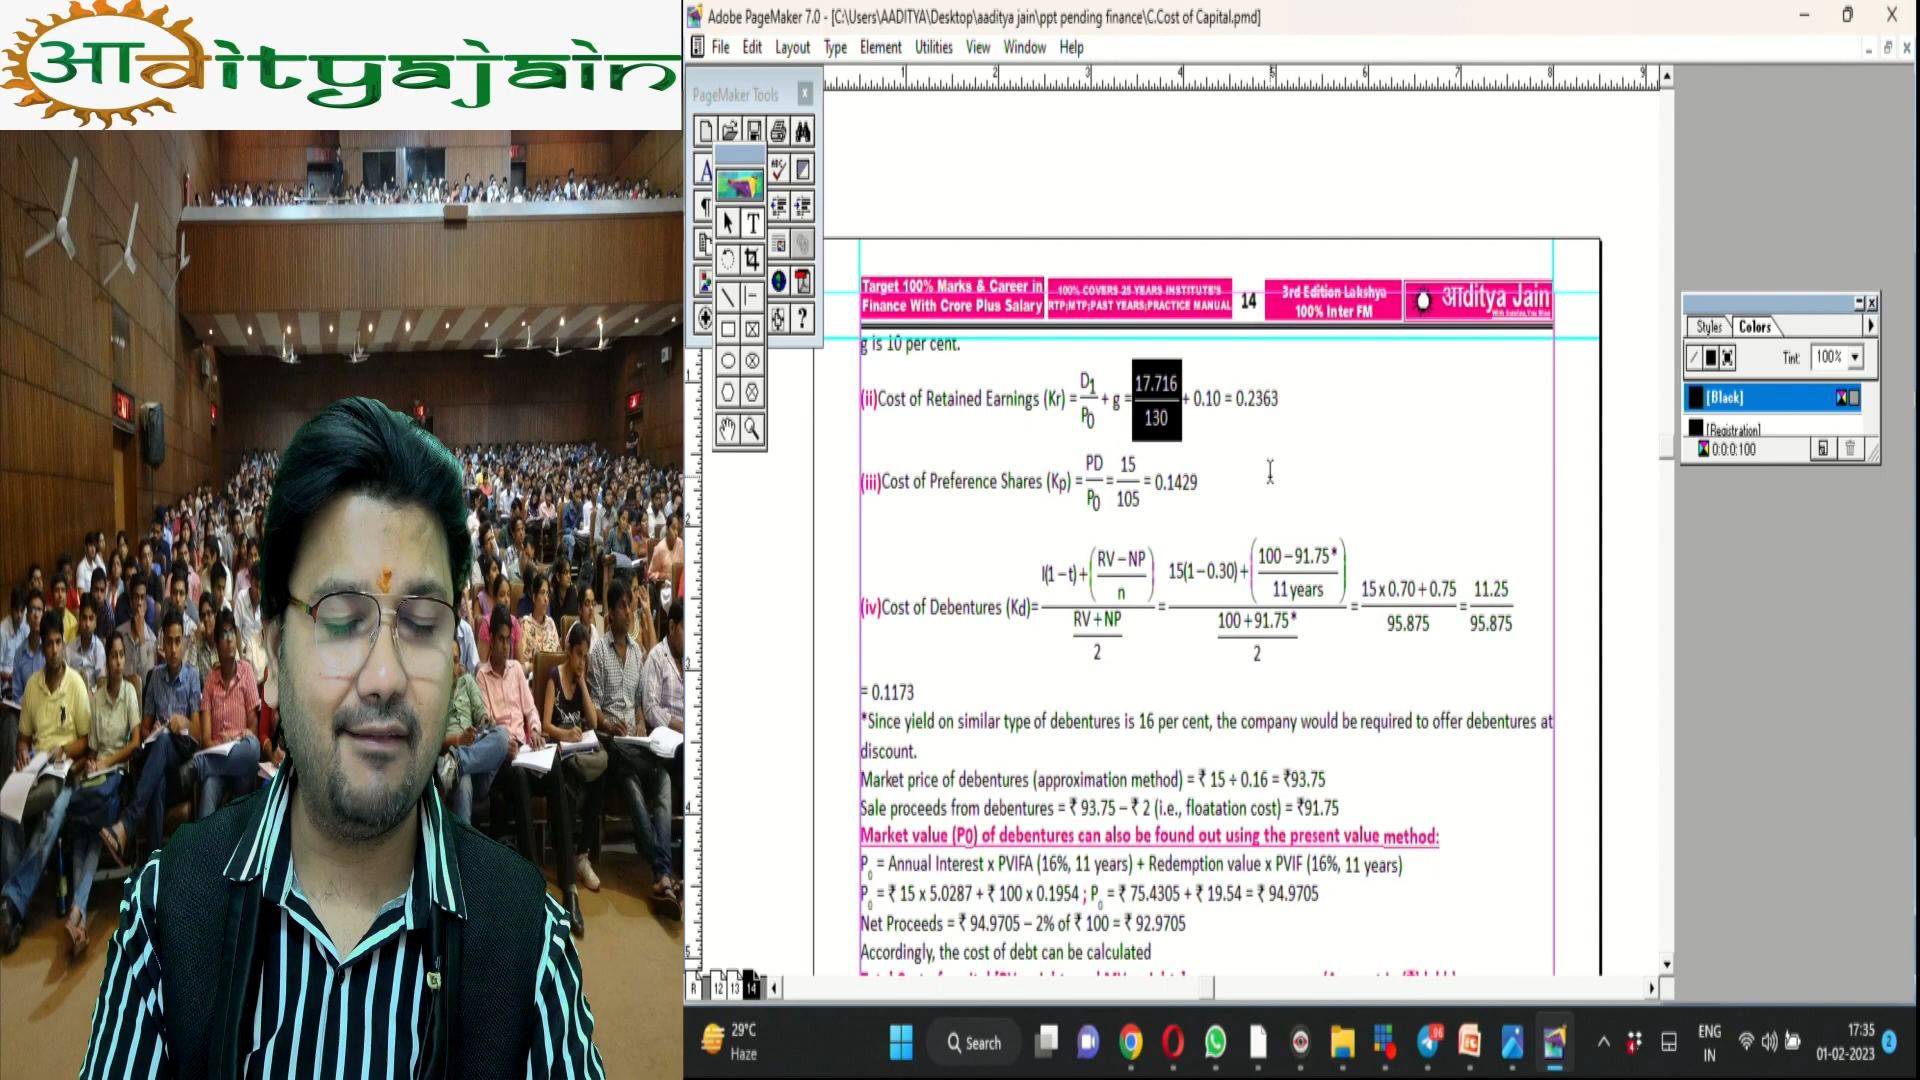 आdityajain
Adobe PageMaker 7.0 - [C:\Users\AADITYA\Desktop\aaditya jain\ppt pending finance\C.Cost of Capital.pmd]
File Edit Layout Type Element Utilities View Window Help
PageMaker Tools
Target 100% Marks & Career in
Finance With Crore Plus Salary
100% COVERS 25 YEARS INSTITUTE'S
RTP;MTP;PAST YEARS;PRACTICE MANUAL
14
3rd Edition Lakshya
100% Inter FM
आditya Jain
g is 10 per cent.
(ii)Cost of Retained Earnings (Kr) = D1/P0 + g = 17.716/130 + 0.10 = 0.2363
(iii)Cost of Preference Shares (Kp) = PD/P0 = 15/105 = 0.1429
(iv)Cost of Debentures (Kd)= I(1−t)+((RV−NP)/n) / ((RV+NP)/2) = 15(1−0.30)+((100−91.75*)/11years) / ((100+91.75*)/2) = (15x0.70+0.75)/95.875 = 11.25/95.875
= 0.1173
*Since yield on similar type of debentures is 16 per cent, the company would be required to offer debentures at
discount.
Market price of debentures (approximation method) = ₹ 15 ÷ 0.16 = ₹93.75
Sale proceeds from debentures = ₹ 93.75 – ₹ 2 (i.e., floatation cost) = ₹91.75
Market value (P0) of debentures can also be found out using the present value method:
P0 = Annual Interest x PVIFA (16%, 11 years) + Redemption value x PVIF (16%, 11 years)
P0 = ₹ 15 x 5.0287 + ₹ 100 x 0.1954 ; P0 = ₹ 75.4305 + ₹ 19.54 = ₹ 94.9705
Net Proceeds = ₹ 94.9705 – 2% of ₹ 100 = ₹ 92.9705
Accordingly, the cost of debt can be calculated
Styles Colors
Tint: 100%
[Black]
[Registration]
0:0:0:100
R 12 13 14
29°C
Haze
Search
ENG
IN
17:35
01-02-2023
2